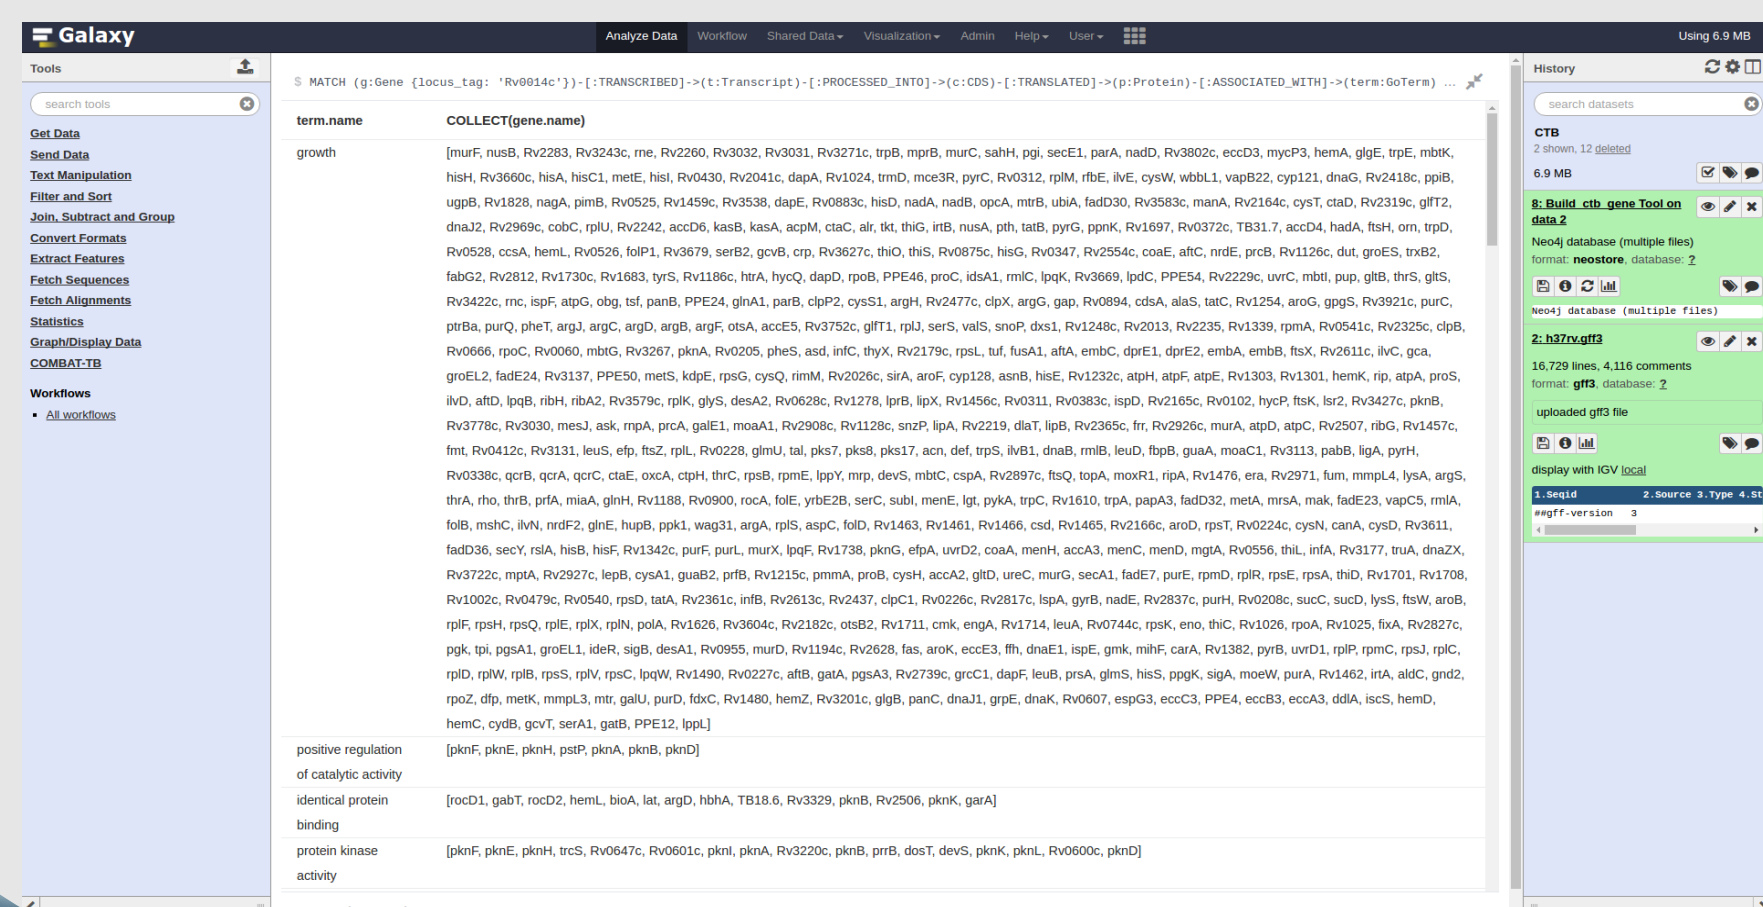 Galaxy
Analyze Data
Workflow
Shared Data
Visualization
Admin
Help
User
Using 6.9 MB
Tools
search tools
Get Data
Send Data
Text Manipulation
Filter and Sort
Join, Subtract and Group
Convert Formats
Extract Features
Fetch Sequences
Fetch Alignments
Statistics
Graph/Display Data
COMBAT-TB
Workflows
All workflows
$ MATCH (g:Gene {locus_tag: 'Rv0014c'})-[:TRANSCRIBED]->(t:Transcript)-[:PROCESSED_INTO]->(c:CDS)-[:TRANSLATED]->(p:Protein)-[:ASSOCIATED_WITH]->(term:GoTerm) ...
term.name COLLECT(gene.name)
growth [murF, nusB, Rv2283, Rv3243c, rne, Rv2260, Rv3032, Rv3031, Rv3271c, trpB, mprB, murC, sahH, pgi, secE1, parA, nadD, Rv3802c, eccD3, mycP3, hemA, glgE, trpE, mbtK,
hisH, Rv3660c, hisA, hisC1, metE, hisI, Rv0430, Rv2041c, dapA, Rv1024, trmD, mce3R, pyrC, Rv0312, rplM, rfbE, ilvE, cysW, wbbL1, vapB22, cyp121, dnaG, Rv2418c, ppiB,
ugpB, Rv1828, nagA, pimB, Rv0525, Rv1459c, Rv3538, dapE, Rv0883c, hisD, nadA, nadB, opcA, mtrB, ubiA, fadD30, Rv3583c, manA, Rv2164c, cysT, ctaD, Rv2319c, glfT2,
dnaJ2, Rv2969c, cobC, rplU, Rv2242, accD6, kasB, kasA, acpM, ctaC, alr, tkt, thiG, irtB, nusA, pth, tatB, pyrG, ppnK, Rv1697, Rv0372c, TB31.7, accD4, hadA, ftsH, orn, trpD,
Rv0528, ccsA, hemL, Rv0526, folP1, Rv3679, serB2, gcvB, crp, Rv3627c, thiO, thiS, Rv0875c, hisG, Rv0347, Rv2554c, coaE, aftC, nrdE, prcB, Rv1126c, dut, groES, trxB2,
fabG2, Rv2812, Rv1730c, Rv1683, tyrS, Rv1186c, htrA, hycQ, dapD, rpoB, PPE46, proC, idsA1, rmlC, lpqK, Rv3669, lpdC, PPE54, Rv2229c, uvrC, mbtI, pup, gltB, thrS, gltS,
Rv3422c, rnc, ispF, atpG, obg, tsf, panB, PPE24, glnA1, parB, clpP2, cysS1, argH, Rv2477c, clpX, argG, gap, Rv0894, cdsA, alaS, tatC, Rv1254, aroG, gpgS, Rv3921c, purC,
ptrBa, purQ, pheT, argJ, argC, argD, argB, argF, otsA, accE5, Rv3752c, glfT1, rplJ, serS, valS, snoP, dxs1, Rv1248c, Rv2013, Rv2235, Rv1339, rpmA, Rv0541c, Rv2325c, clpB,
Rv0666, rpoC, Rv0060, mbtG, Rv3267, pknA, Rv0205, pheS, asd, infC, thyX, Rv2179c, rpsL, tuf, fusA1, aftA, embC, dprE1, dprE2, embA, embB, ftsX, Rv2611c, ilvC, gca,
groEL2, fadE24, Rv3137, PPE50, metS, kdpE, rpsG, cysQ, rimM, Rv2026c, sirA, aroF, cyp128, asnB, hisE, Rv1232c, atpH, atpF, atpE, Rv1303, Rv1301, hemK, rip, atpA, proS,
ilvD, aftD, lpqB, ribH, ribA2, Rv3579c, rplK, glyS, desA2, Rv0628c, Rv1278, lprB, lipX, Rv1456c, Rv0311, Rv0383c, ispD, Rv2165c, Rv0102, hycP, ftsK, lsr2, Rv3427c, pknB,
Rv3778c, Rv3030, mesJ, ask, rnpA, prcA, galE1, moaA1, Rv2908c, Rv1128c, snzP, lipA, Rv2219, dlaT, lipB, Rv2365c, frr, Rv2926c, murA, atpD, atpC, Rv2507, ribG, Rv1457c,
fmt, Rv0412c, Rv3131, leuS, efp, ftsZ, rplL, Rv0228, glmU, tal, pks7, pks8, pks17, acn, def, trpS, ilvB1, dnaB, rmlB, leuD, fbpB, guaA, moaC1, Rv3113, pabB, ligA, pyrH,
Rv0338c, qcrB, qcrA, qcrC, ctaE, oxcA, ctpH, thrC, rpsB, rpmE, lppY, mrp, devS, mbtC, cspA, Rv2897c, ftsQ, topA, moxR1, ripA, Rv1476, era, Rv2971, fum, mmpL4, lysA, argS,
thrA, rho, thrB, prfA, miaA, glnH, Rv1188, Rv0900, rocA, folE, yrbE2B, serC, subI, menE, lgt, pykA, trpC, Rv1610, trpA, papA3, fadD32, metA, mrsA, mak, fadE23, vapC5, rmlA,
folB, mshC, ilvN, nrdF2, glnE, hupB, ppk1, wag31, argA, rplS, aspC, folD, Rv1463, Rv1461, Rv1466, csd, Rv1465, Rv2166c, aroD, rpsT, Rv0224c, cysN, canA, cysD, Rv3611,
fadD36, secY, rslA, hisB, hisF, Rv1342c, purF, purL, murX, lpqF, Rv1738, pknG, efpA, uvrD2, coaA, menH, accA3, menC, menD, mgtA, Rv0556, thiL, infA, Rv3177, truA, dnaZX,
Rv3722c, mptA, Rv2927c, lepB, cysA1, guaB2, prfB, Rv1215c, pmmA, proB, cysH, accA2, gltD, ureC, murG, secA1, fadE7, purE, rpmD, rplR, rpsE, rpsA, thiD, Rv1701, Rv1708,
Rv1002c, Rv0479c, Rv0540, rpsD, tatA, Rv2361c, infB, Rv2613c, Rv2437, clpC1, Rv0226c, Rv2817c, lspA, gyrB, nadE, Rv2837c, purH, Rv0208c, sucC, sucD, lysS, ftsW, aroB,
rplF, rpsH, rpsQ, rplE, rplX, rplN, polA, Rv1626, Rv3604c, Rv2182c, otsB2, Rv1711, cmk, engA, Rv1714, leuA, Rv0744c, rpsK, eno, thiC, Rv1026, rpoA, Rv1025, fixA, Rv2827c,
pgk, tpi, pgsA1, groEL1, ideR, sigB, desA1, Rv0955, murD, Rv1194c, Rv2628, fas, aroK, eccE3, ffh, dnaE1, ispE, gmk, mihF, carA, Rv1382, pyrB, uvrD1, rplP, rpmC, rpsJ, rplC,
rplD, rplW, rplB, rpsS, rplV, rpsC, lpqW, Rv1490, Rv0227c, aftB, gatA, pgsA3, Rv2739c, grcC1, dapF, leuB, prsA, glmS, hisS, ppgK, sigA, moeW, purA, Rv1462, irtA, aldC, gnd2,
rpoZ, dfp, metK, mmpL3, mtr, galU, purD, fdxC, Rv1480, hemZ, Rv3201c, glgB, panC, dnaJ1, grpE, dnaK, Rv0607, espG3, eccC3, PPE4, eccB3, eccA3, ddlA, iscS, hemD,
hemC, cydB, gcvT, serA1, gatB, PPE12, lppL]
positive regulation [pknF, pknE, pknH, pstP, pknA, pknB, pknD]
of catalytic activity
identical protein [rocD1, gabT, rocD2, hemL, bioA, lat, argD, hbhA, TB18.6, Rv3329, pknB, Rv2506, pknK, garA]
binding
protein kinase [pknF, pknE, pknH, trcS, Rv0647c, Rv0601c, pknI, pknA, Rv3220c, pknB, prrB, dosT, devS, pknK, pknL, Rv0600c, pknD]
activity
History
search datasets
CTB
2 shown, 12 deleted
6.9 MB
8: Build ctb gene Tool on
data 2
Neo4j database (multiple files)
format: neostore, database: ?
Neo4j database (multiple files)
2: h37rv.gff3
16,729 lines, 4,116 comments
format: gff3, database: ?
uploaded gff3 file
display with IGV local
1.Seqid 2.Source 3.Type 4.St
##gff-version 3